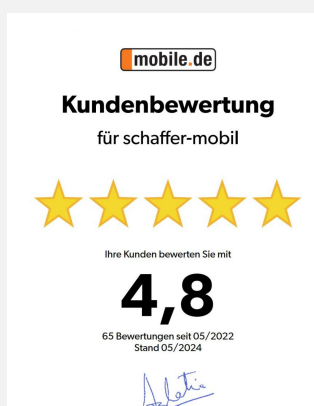 mobile.de
Kundenbewertung
für schaffer-mobil
Ihre Kunden bewerten Sie mit
4,8
65 Bewertungen seit 05/2022
Stand 05/2024